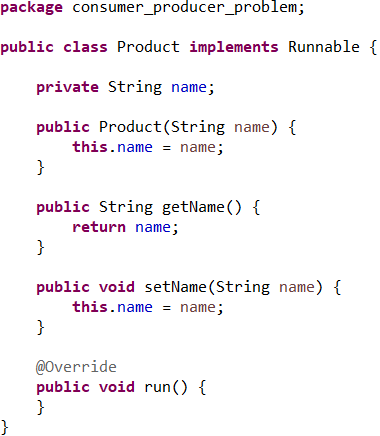 package consumer_producer_problem;
public class Product implements Runnable {
private String name;
public Product(String name) {
this.name = name;
}
public String getName() {
return name;
}
public void setName(String name) {
this.name = name;
}
@Override
public void run() {
}
}